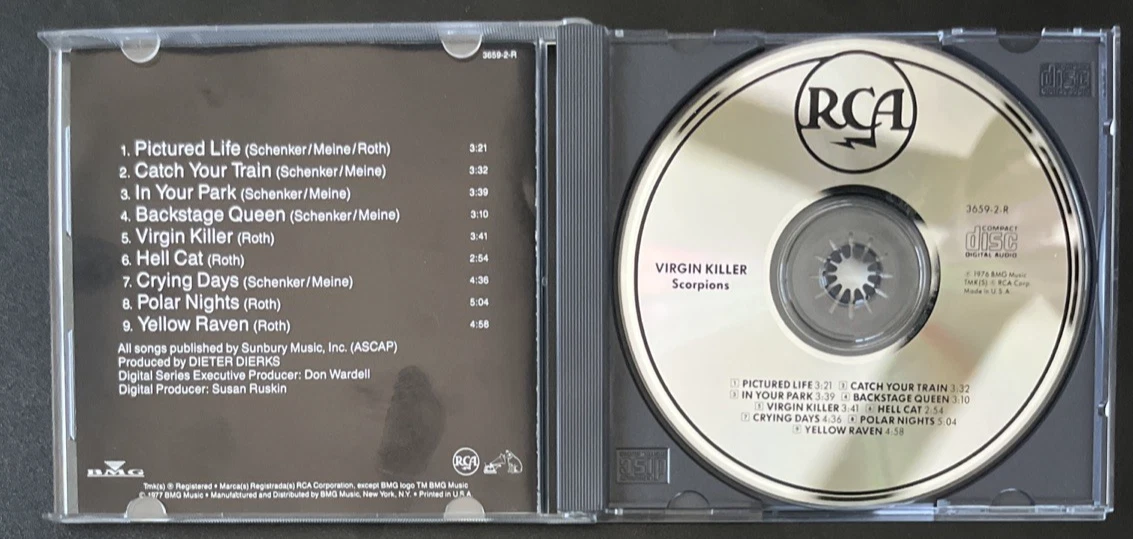 3659-2-R
1. Pictured Life (Schenker/Meine/Roth) 3:21
2. Catch Your Train (Schenker/Meine) 3:32
3. In Your Park (Schenker/Meine) 3:39
4. Backstage Queen (Schenker/Meine) 3:10
5. Virgin Killer (Roth) 3:41
6. Hell Cat (Roth) 2:54
7. Crying Days (Schenker/Meine) 4:36
8. Polar Nights (Roth) 5:04
9. Yellow Raven (Roth) 4:58
All songs published by Sunbury Music, Inc. (ASCAP)
Produced by DIETER DIERKS
Digital Series Executive Producer: Don Wardell
Digital Producer: Susan Ruskin
BMG
RCA
Tmk(s) ® Registered • Marca(s) Registrada(s) RCA Corporation, except BMG logo TM BMG Music
© 1977 BMG Music • Manufactured and Distributed by BMG Music, New York, N.Y. • Printed in U.S.A.
RCA
3659-2-R
COMPACT
disc
DIGITAL AUDIO
VIRGIN KILLER
Scorpions
℗ 1976 BMG Music
TMK(S) ® RCA Corp.
Made in U.S.A.
1 PICTURED LIFE 3:21 2 CATCH YOUR TRAIN 3:32
3 IN YOUR PARK 3:39 4 BACKSTAGE QUEEN 3:10
5 VIRGIN KILLER 3:41 6 HELL CAT 2:54
7 CRYING DAYS 4:36 8 POLAR NIGHTS 5:04
9 YELLOW RAVEN 4:58
disc
disc